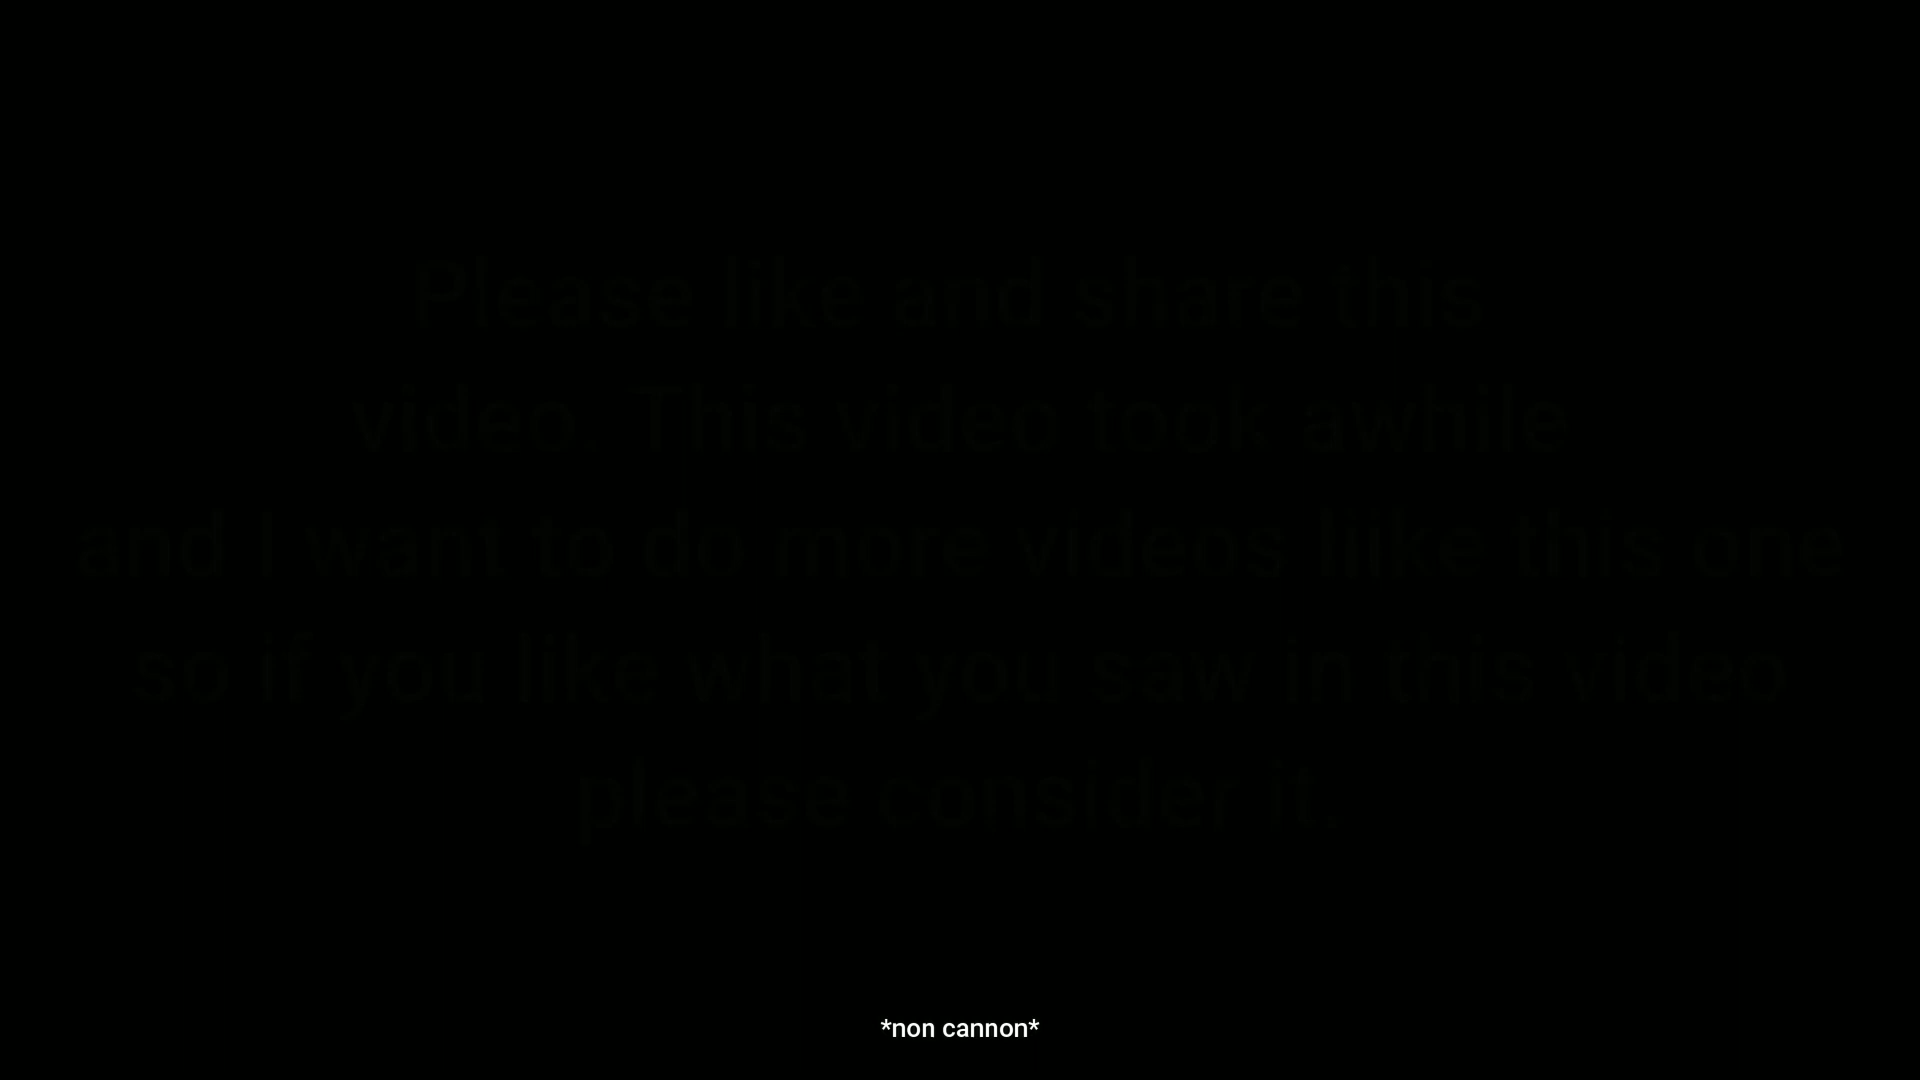 Please like and share this
video. This video took awhile
and I want to do more videos like this one
so if you like what you saw in this video
please consider it.
*non cannon*